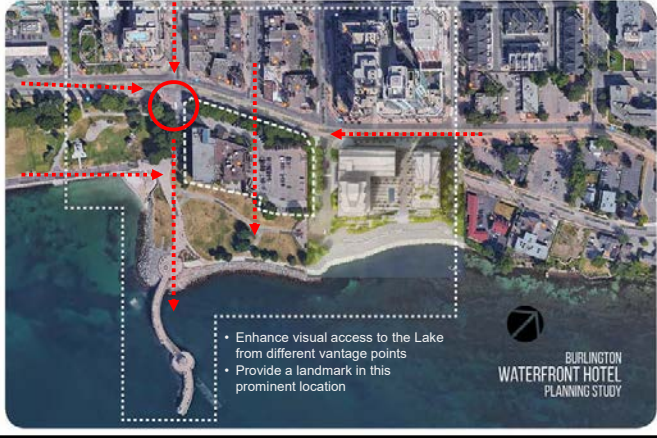 • Enhance visual access to the Lake
from different vantage points
• Provide a landmark in this
prominent location
BURLINGTON
WATERFRONT HOTEL
PLANNING STUDY